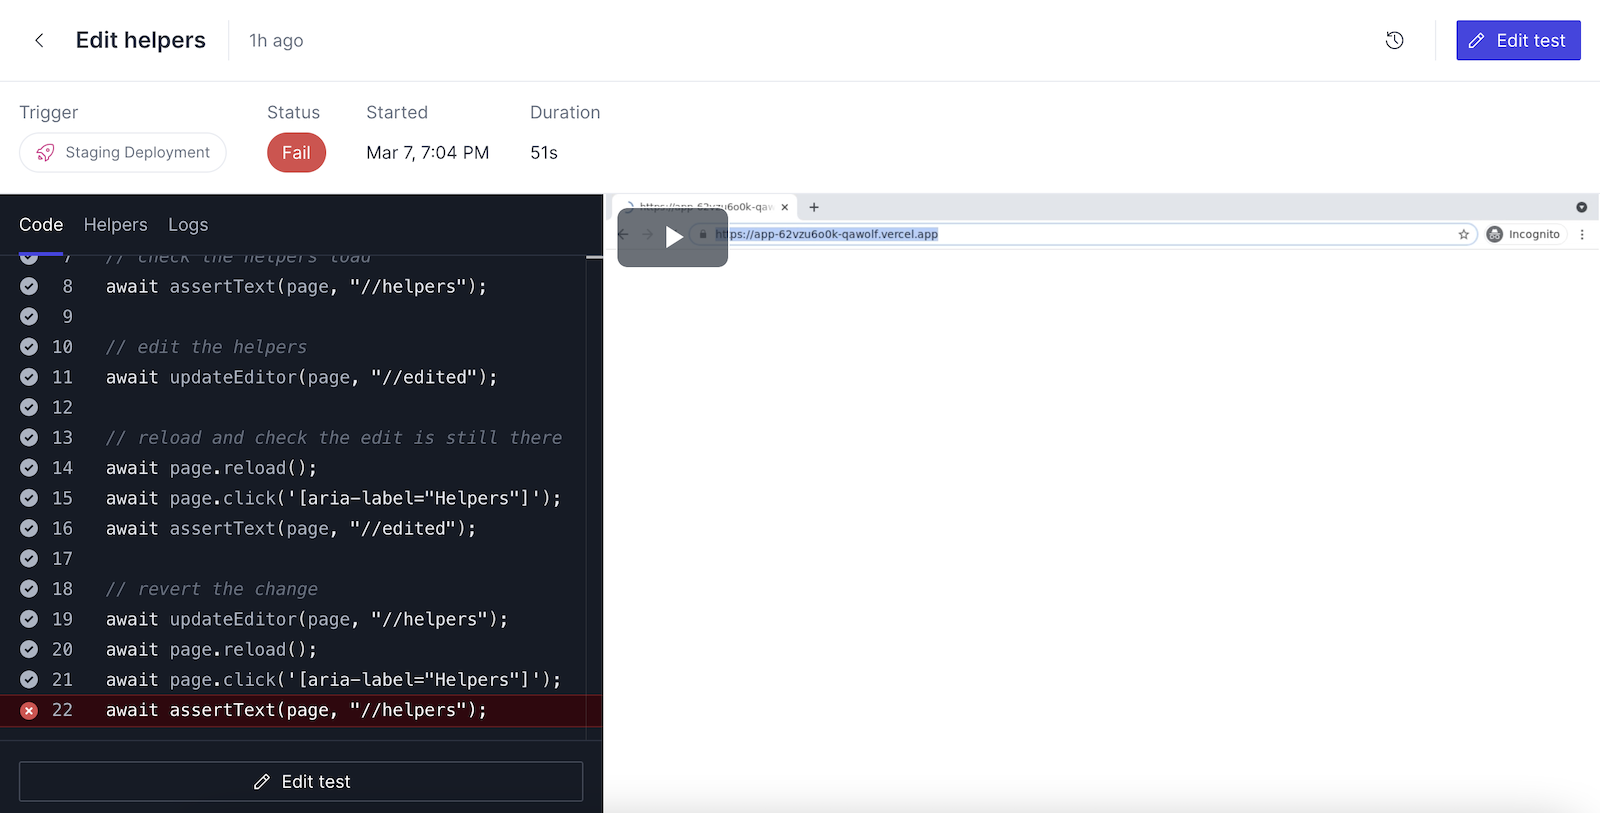 Edit helpers
1h ago
Edit test
Trigger
Status
Started
Duration
Staging Deployment
Fail
Mar 7, 7:04 PM
51s
Code
Helpers
Logs
7 // check the helpers load
8 await assertText(page, "//helpers");
9
10 // edit the helpers
11 await updateEditor(page, "//edited");
12
13 // reload and check the edit is still there
14 await page.reload();
15 await page.click('[aria-label="Helpers"]');
16 await assertText(page, "//edited");
17
18 // revert the change
19 await updateEditor(page, "//helpers");
20 await page.reload();
21 await page.click('[aria-label="Helpers"]');
22 await assertText(page, "//helpers");
Edit test
https://app-62vzu6o0k-qaw
https://app-62vzu6o0k-qawolf.vercel.app
Incognito